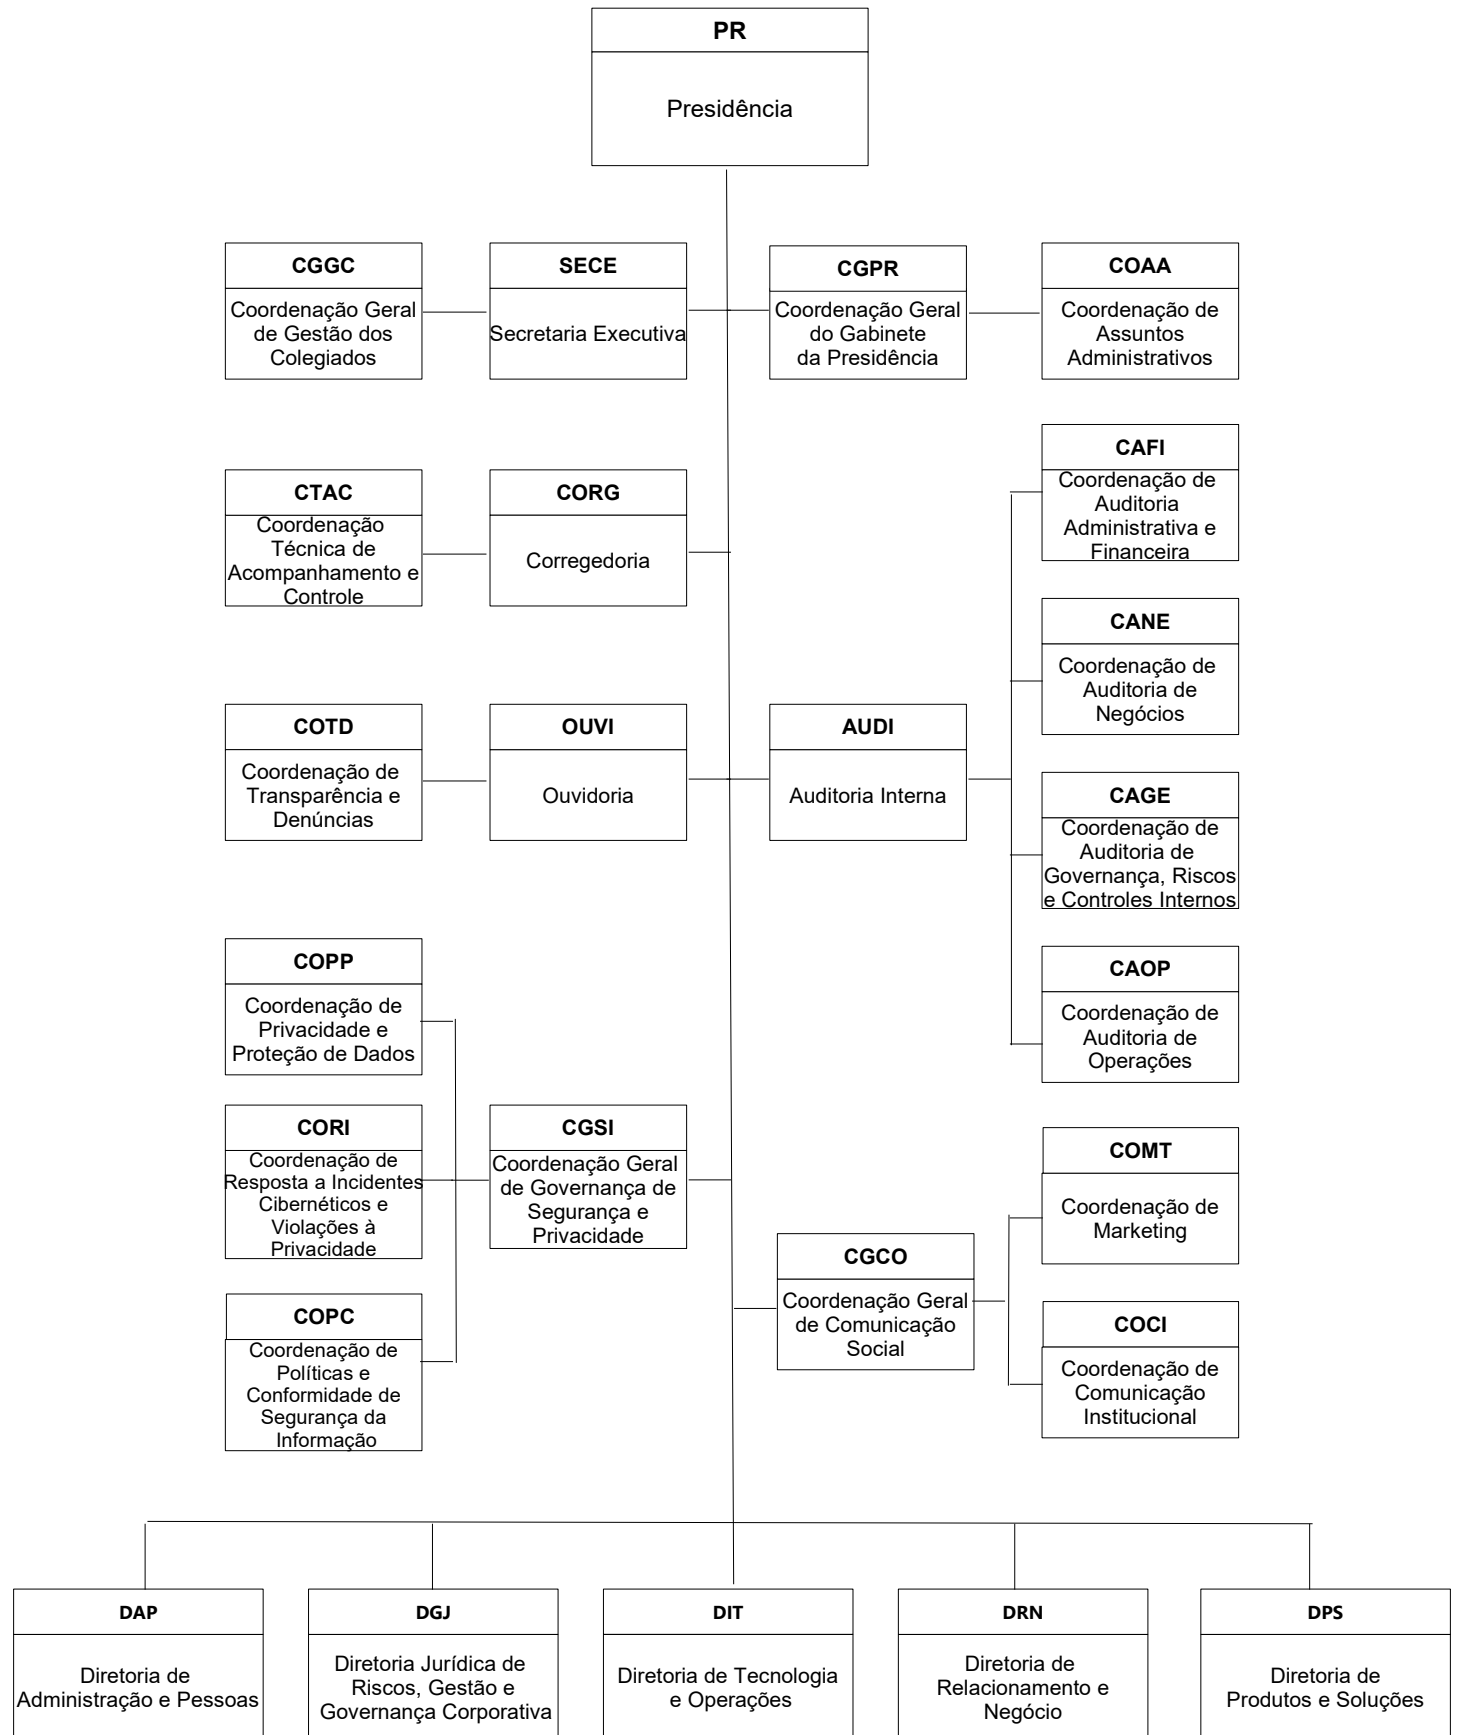 PR
Presidência
CGGC
Coordenação Geral
de Gestão dos
Colegiados
SECE
Secretaria Executiva
CGPR
Coordenação Geral
do Gabinete
da Presidência
COAA
Coordenação de
Assuntos
Administrativos
CAFI
Coordenação de
Auditoria
Administrativa e
Financeira
CTAC
Coordenação
Técnica de
Acompanhamento e
Controle
CORG
Corregedoria
CANE
Coordenação de
Auditoria de
Negócios
COTD
Coordenação de
Transparência e
Denúncias
OUVI
Ouvidoria
AUDI
Auditoria Interna
CAGE
Coordenação de
Auditoria de
Governança, Riscos
e Controles Internos
COPP
Coordenação de
Privacidade e
Proteção de Dados
CAOP
Coordenação de
Auditoria de
Operações
CORI
Coordenação de
Resposta a Incidentes
Cibernéticos e
Violações à
Privacidade
CGSI
Coordenação Geral
de Governança de
Segurança e
Privacidade
COMT
Coordenação de
Marketing
CGCO
Coordenação Geral
de Comunicação
Social
COPC
Coordenação de
Políticas e
Conformidade de
Segurança da
Informação
COCI
Coordenação de
Comunicação
Institucional
DAP
Diretoria de
Administração e Pessoas
DGJ
Diretoria Jurídica de
Riscos, Gestão e
Governança Corporativa
DIT
Diretoria de Tecnologia
e Operações
DRN
Diretoria de
Relacionamento e
Negócio
DPS
Diretoria de
Produtos e Soluções